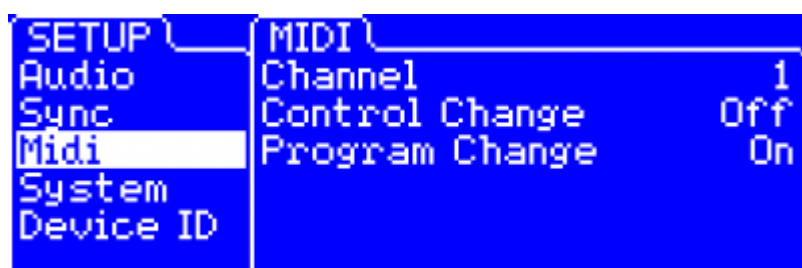 SETUP
Audio
Sync
Midi
System
Device ID
MIDI
Channel 1
Control Change Off
Program Change On